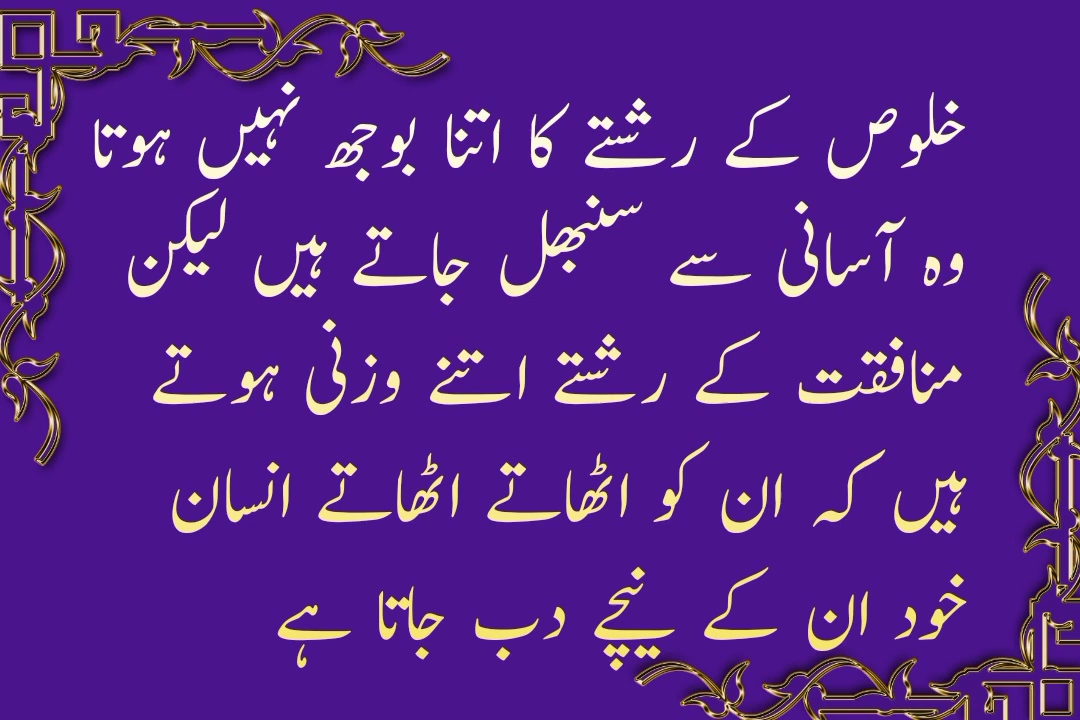 خلوص کے رشتے کا اتنا بوجھ نہیں ہوتا
وہ آسانی سے سنبھل جاتے ہیں لیکن
منافقت کے رشتے اتنے وزنی ہوتے
ہیں کہ ان کو اٹھاتے اٹھاتے انسان
خود ان کے نیچے دب جاتا ہے